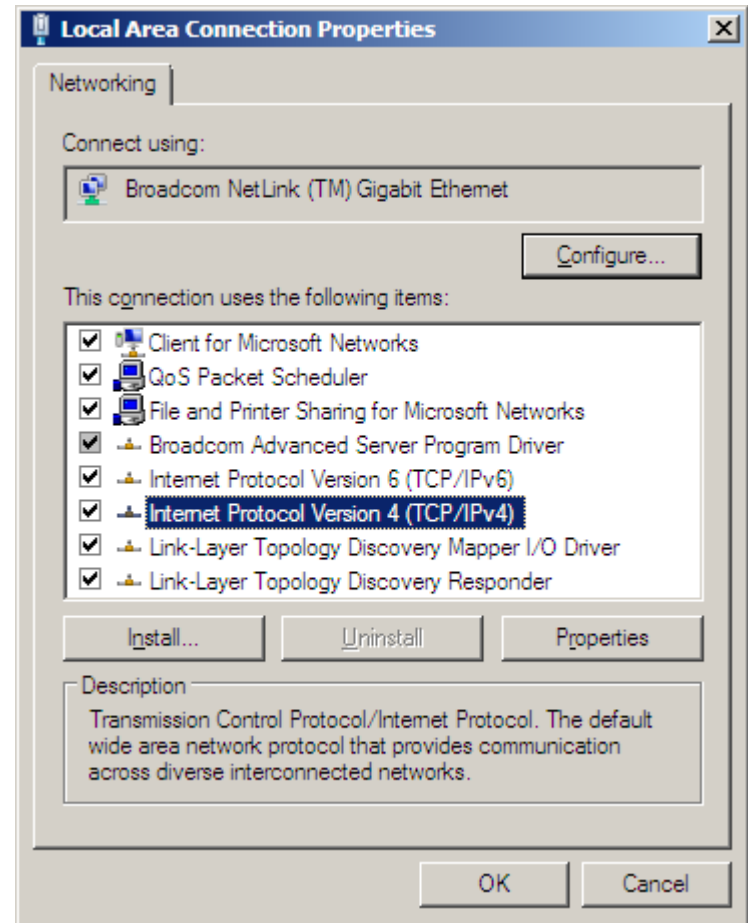 Local Area Connection Properties
Networking
Connect using:
Broadcom NetLink (TM) Gigabit Ethernet
Configure...
This connection uses the following items:
Client for Microsoft Networks
QoS Packet Scheduler
File and Printer Sharing for Microsoft Networks
Broadcom Advanced Server Program Driver
Internet Protocol Version 6 (TCP/IPv6)
Internet Protocol Version 4 (TCP/IPv4)
Link-Layer Topology Discovery Mapper I/O Driver
Link-Layer Topology Discovery Responder
Install... Uninstall Properties
Description
Transmission Control Protocol/Internet Protocol. The default
wide area network protocol that provides communication
across diverse interconnected networks.
OK Cancel